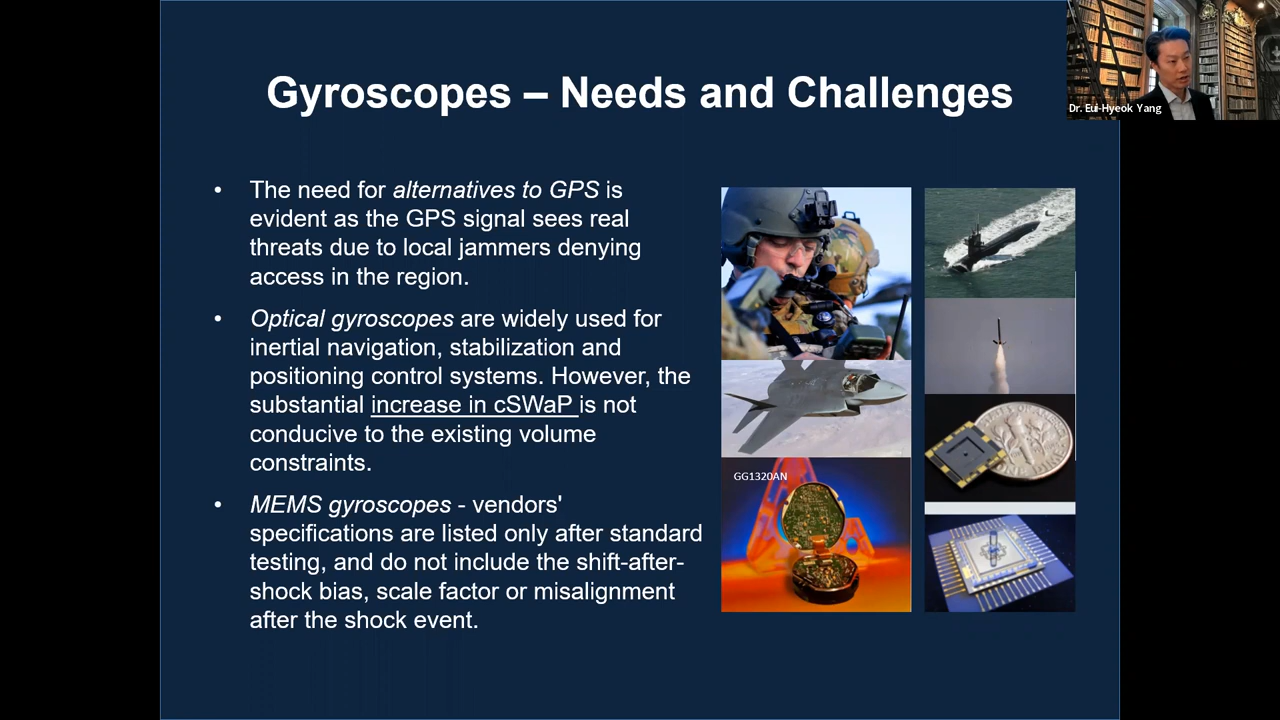 Gyroscopes – Needs and Challenges
Dr. Eui-Hyeok Yang
• The need for alternatives to GPS is
evident as the GPS signal sees real
threats due to local jammers denying
access in the region.
• Optical gyroscopes are widely used for
inertial navigation, stabilization and
positioning control systems. However, the
substantial increase in cSWaP is not
conducive to the existing volume
constraints.
• MEMS gyroscopes - vendors'
specifications are listed only after standard
testing, and do not include the shift-after-
shock bias, scale factor or misalignment
after the shock event.
GG1320AN